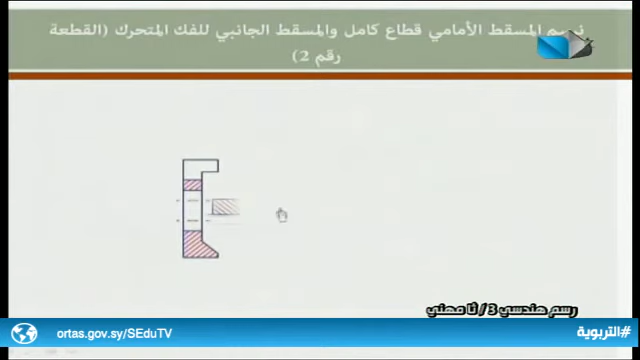 نرسم المسقط الأمامي قطاع كامل والمسقط الجانبي للفك المتحرك (القطعة
رقم 2)
رسم هندسي / 3 ثا مهني
ortas.gov.sy/SEduTV
#التربوية